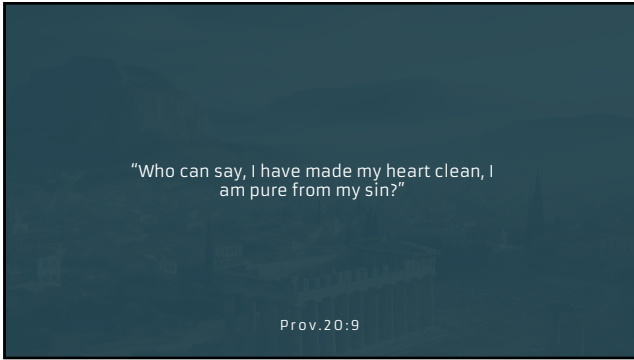 “Who can say, I have made my heart clean, I
am pure from my sin?”
Prov.20:9